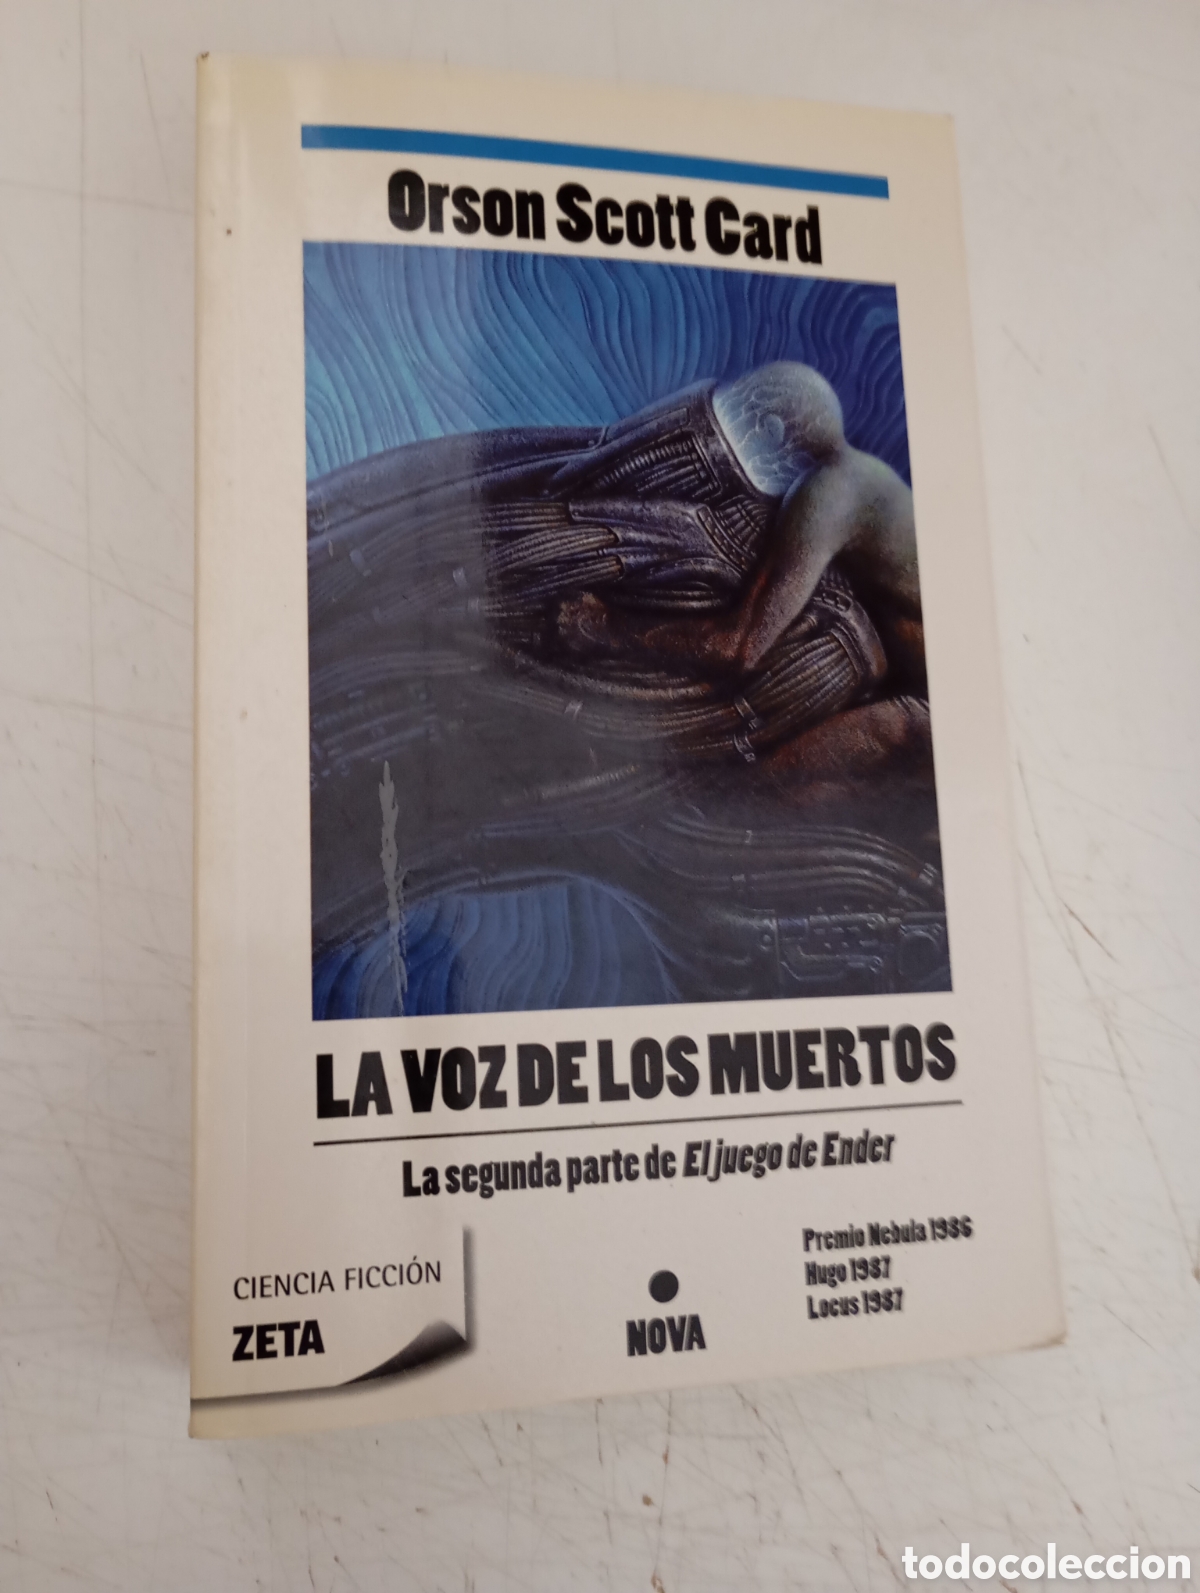 Orson Scott Card
LA VOZ DE LOS MUERTOS
La segunda parte de El juego de Ender
Premio Nebula 1986
Hugo 1987
Locus 1987
CIENCIA FICCIÓN
ZETA
NOVA
todocoleccion